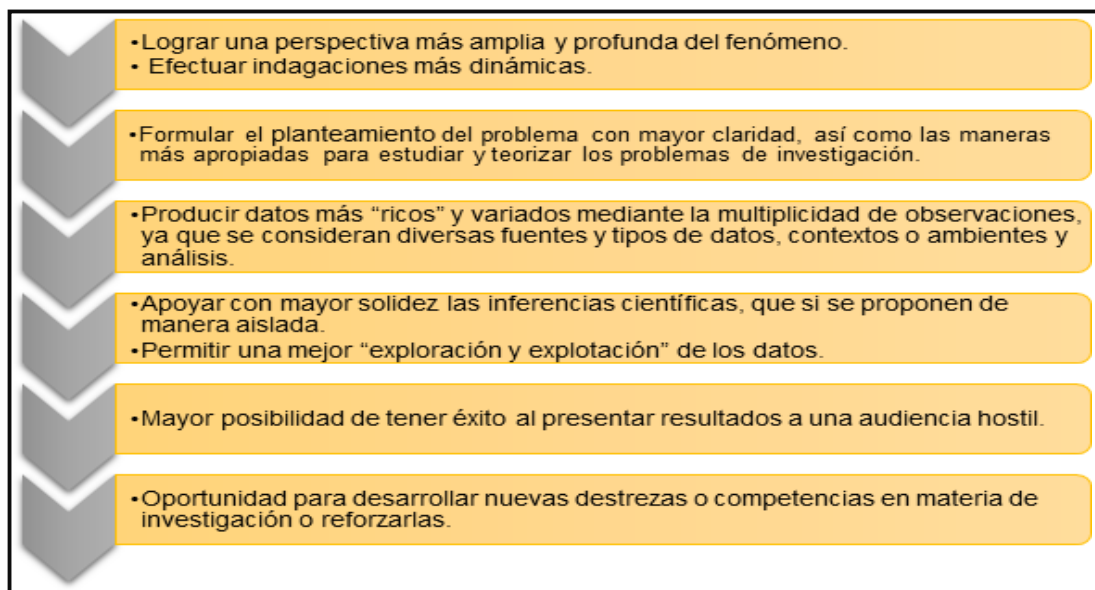 •Lograr una perspectiva más amplia y profunda del fenómeno.
• Efectuar indagaciones más dinámicas.
•Formular el planteamiento del problema con mayor claridad, así como las maneras
más apropiadas para estudiar y teorizar los problemas de investigación.
•Producir datos más “ricos” y variados mediante la multiplicidad de observaciones,
ya que se consideran diversas fuentes y tipos de datos, contextos o ambientes y
análisis.
•Apoyar con mayor solidez las inferencias científicas, que si se proponen de
manera aislada.
•Permitir una mejor “exploración y explotación” de los datos.
•Mayor posibilidad de tener éxito al presentar resultados a una audiencia hostil.
•Oportunidad para desarrollar nuevas destrezas o competencias en materia de
investigación o reforzarlas.